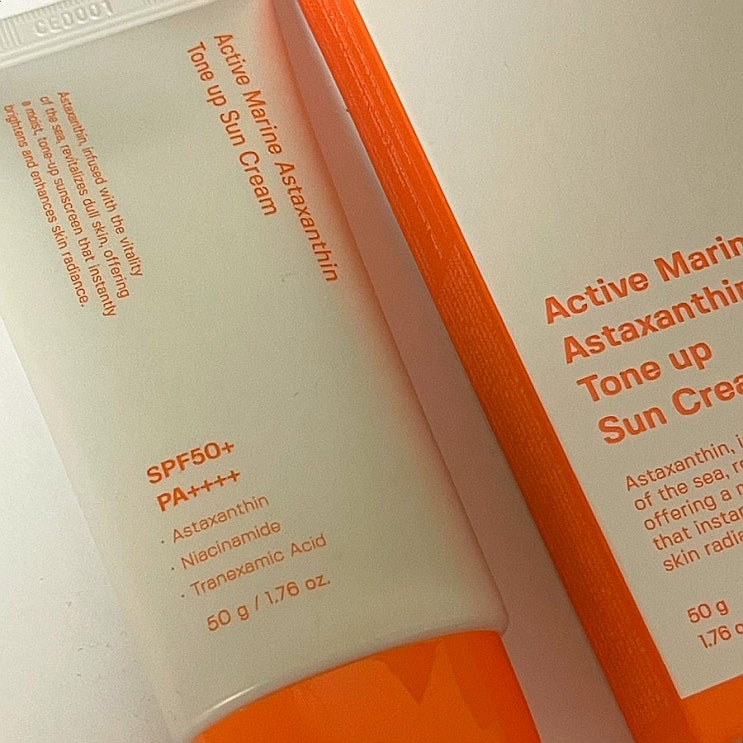 CED001
Active Marine Astaxanthin
Tone up Sun Cream
Astaxanthin, infused with the vitality
of the sea, revitalizes dull skin, offering
a moist, tone-up sunscreen that instantly
brightens and enhances skin radiance.
SPF50+
PA++++
· Astaxanthin
· Niacinamide
· Tranexamic Acid
50 g / 1.76 oz.
Active Marin
Astaxanthin
Tone up
Sun Crea
Astaxanthin, i
of the sea, re
offering a m
that instan
skin radia
50 g
1.76 o